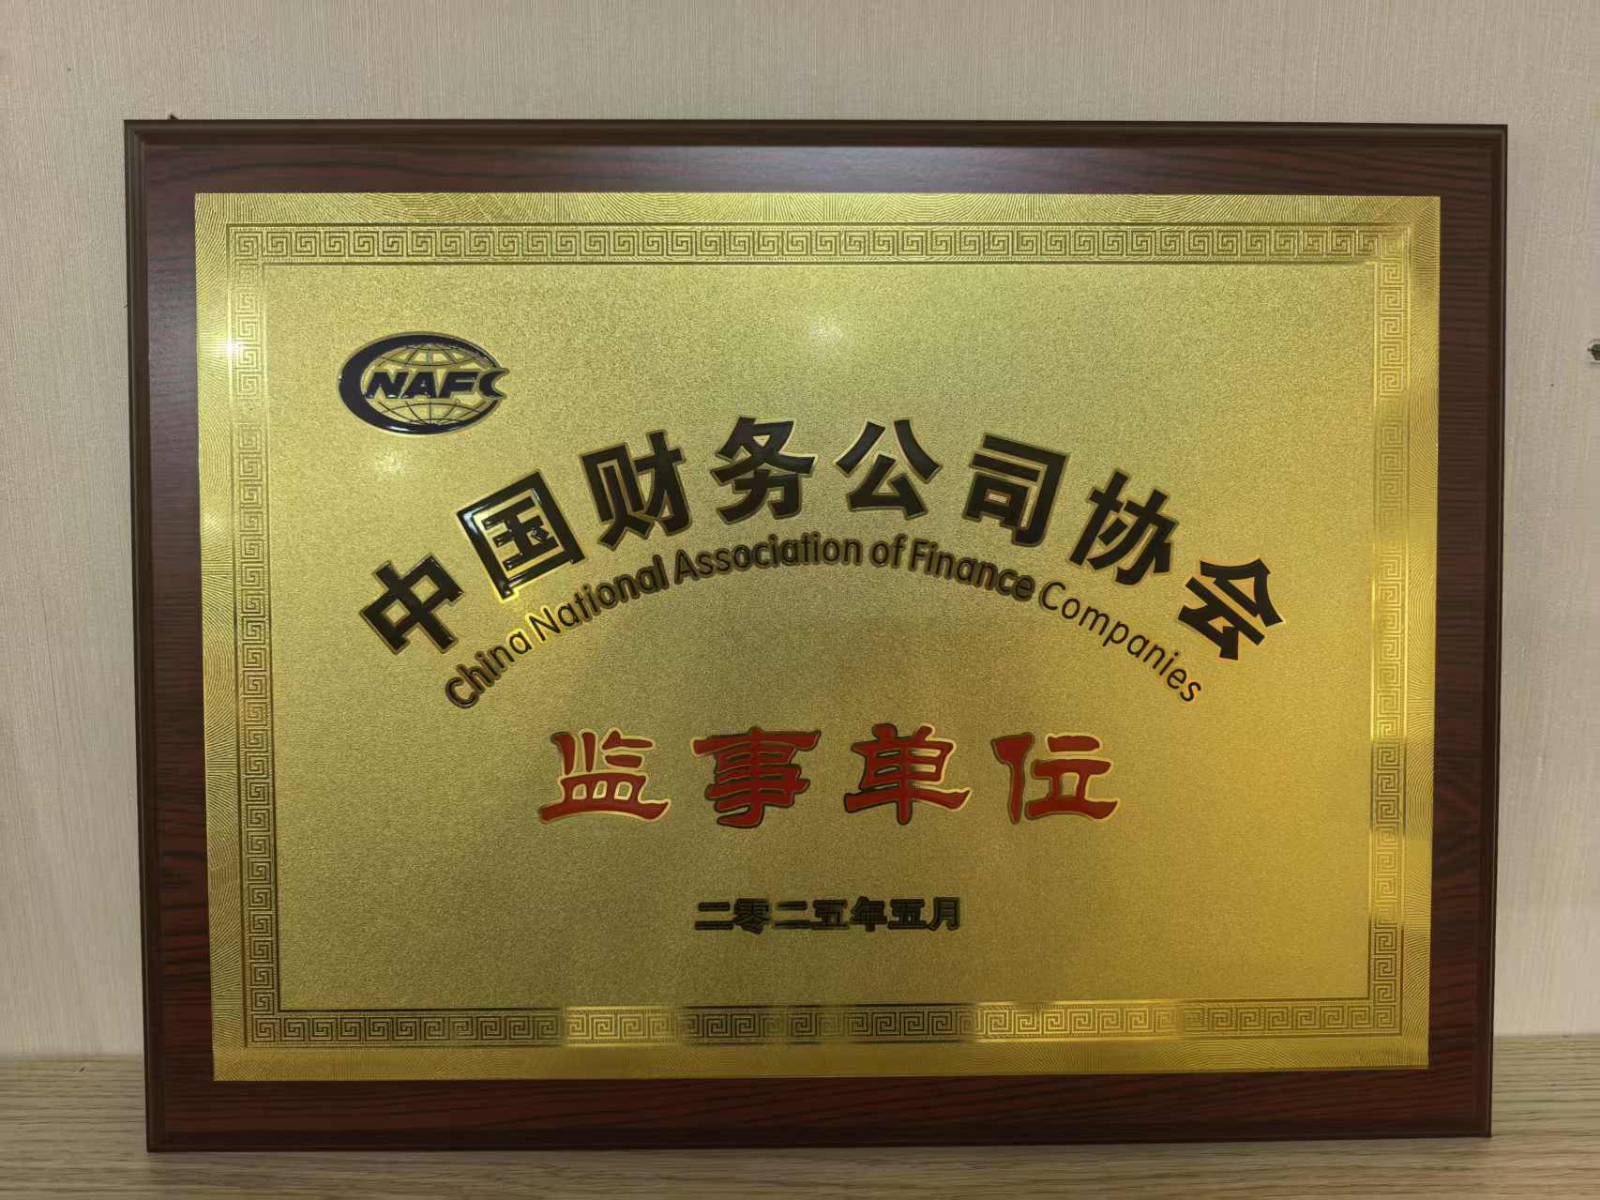 CNAFC
中国财务公司协会
China National Association of Finance Companies
监事单位
二零二五年五月